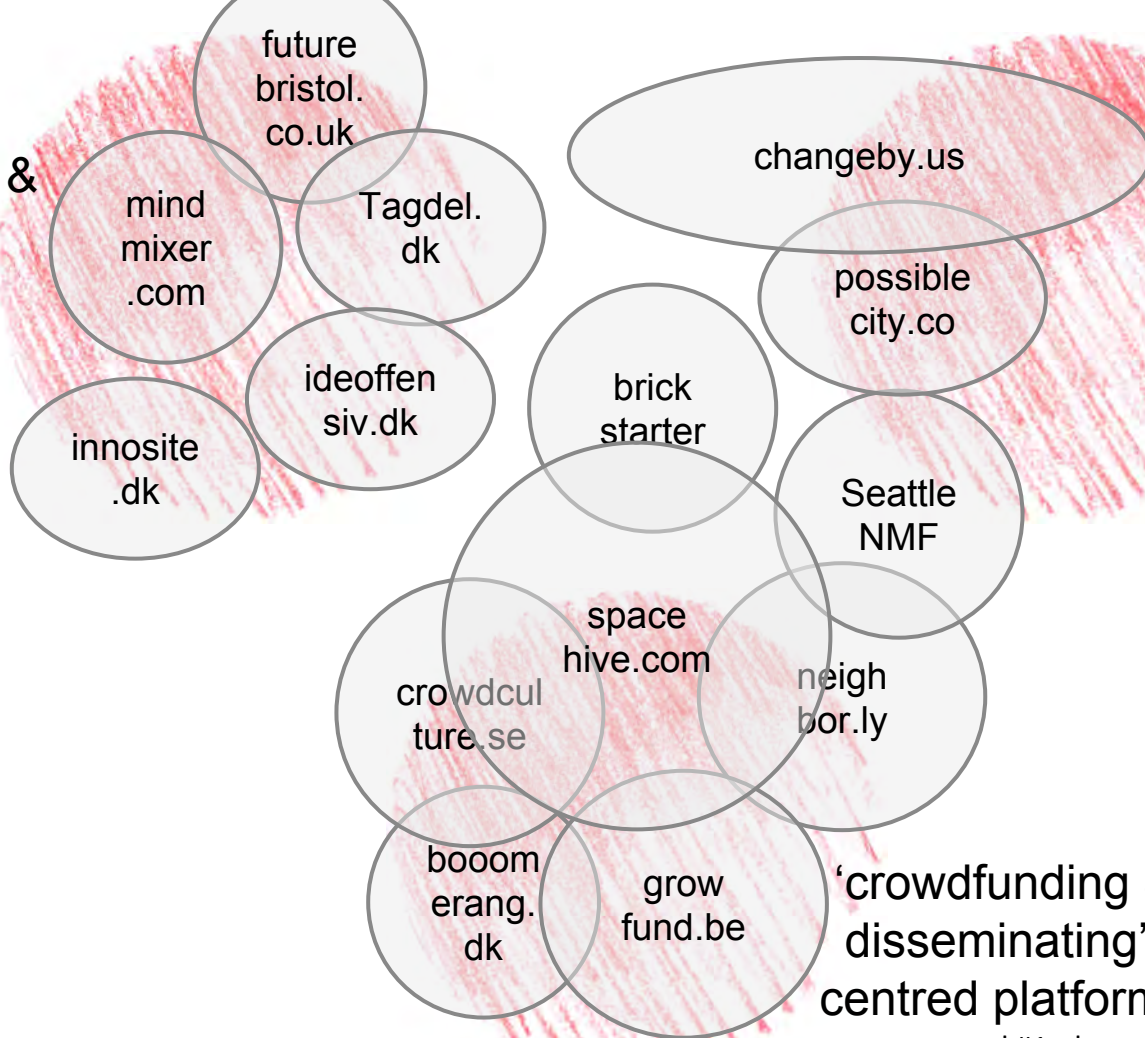 future
bristol.
co.uk
&
mind
mixer
.com
Tagdel.
dk
changeby.us
possible
city.co
ideoffen
siv.dk
brick
starter
innosite
.dk
Seattle
NMF
space
hive.com
crowdcul
ture.se
neigh
bor.ly
booom
erang.
dk
grow
fund.be
‘crowdfunding
disseminating’
centred